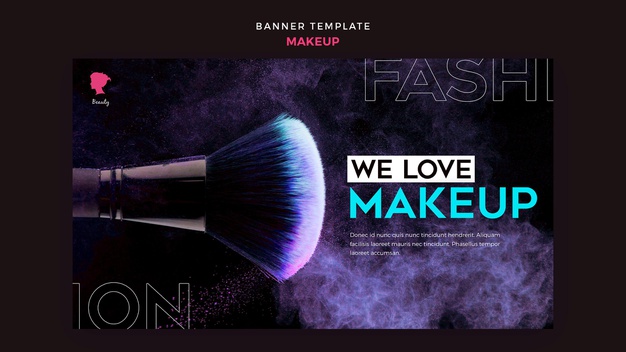 BANNER TEMPLATE
MAKEUP
FASHI
Beauty
WE LOVE
MAKEUP
Donec id nunc quis nunc tincidunt hendrerit. Aliquam
facilisis laoreet mauris nec tincidunt. Phasellus tempor
laoreet accumsan.
ION